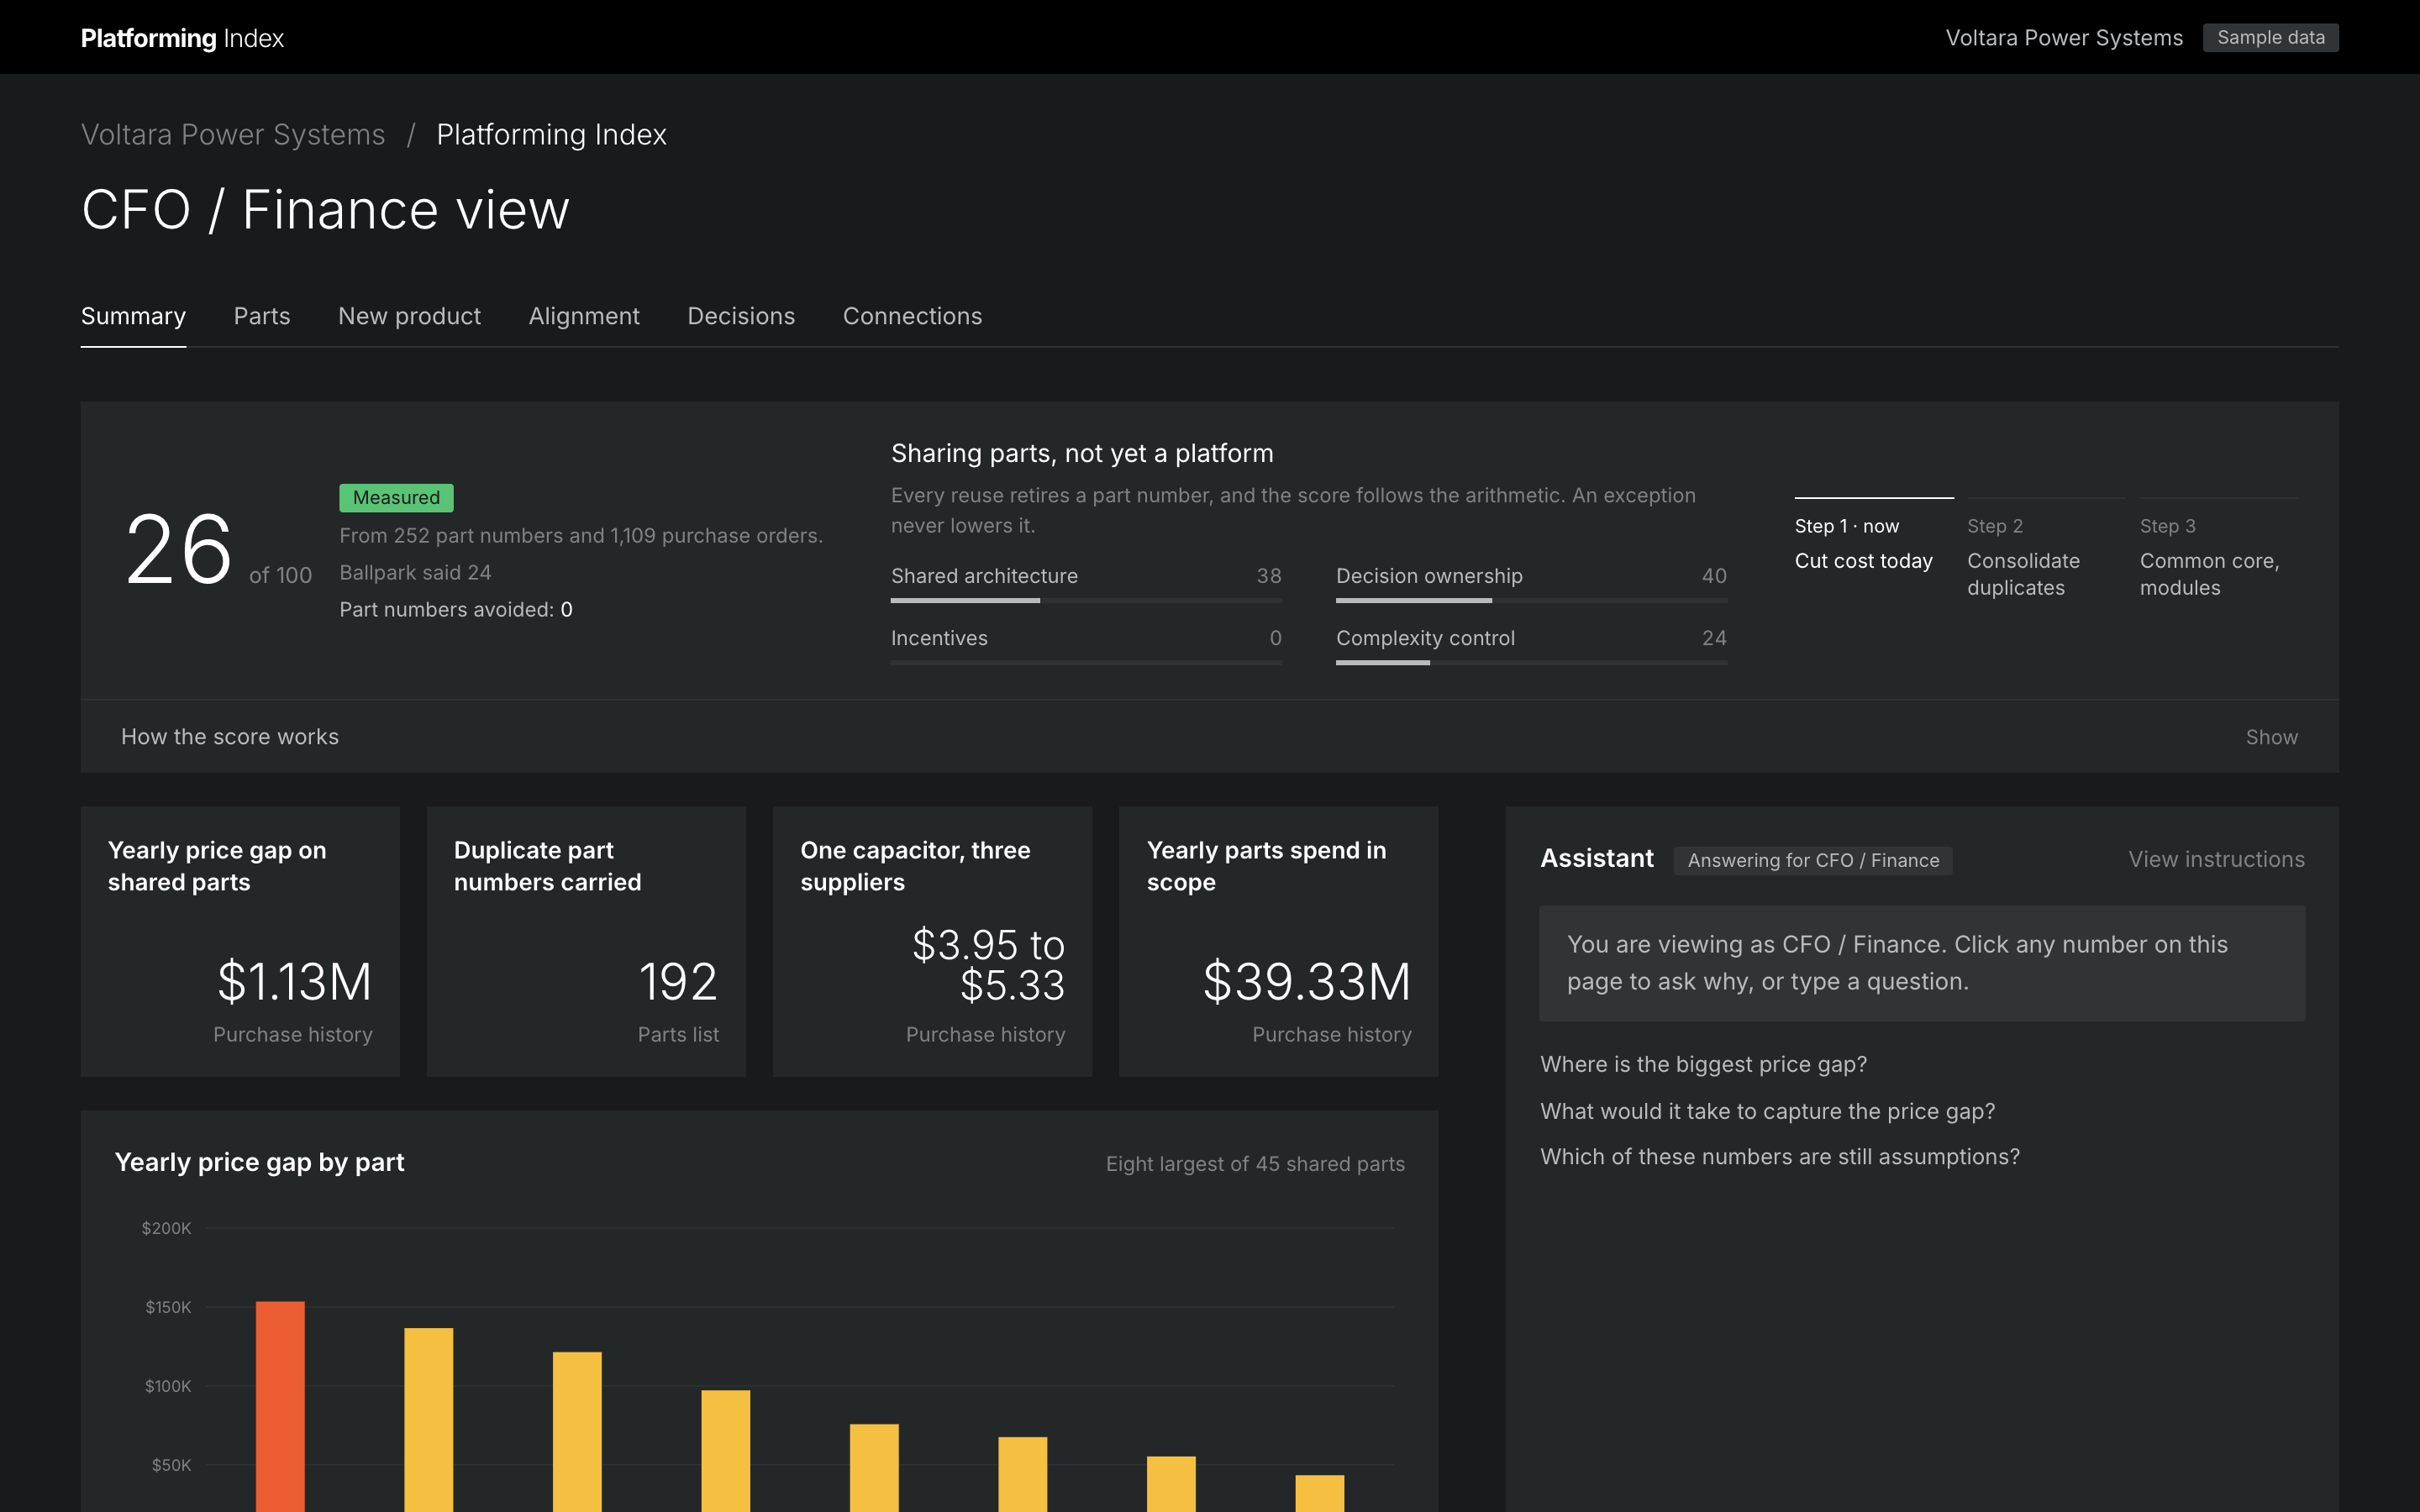 Platforming Index
Voltara Power Systems
Sample data
Voltara Power Systems / Platforming Index
CFO / Finance view
Summary
Parts
New product
Alignment
Decisions
Connections
26 of 100
Measured
From 252 part numbers and 1,109 purchase orders.
Ballpark said 24
Part numbers avoided: 0
Sharing parts, not yet a platform
Every reuse retires a part number, and the score follows the arithmetic. An exception
never lowers it.
Shared architecture 38
Decision ownership 40
Incentives 0
Complexity control 24
Step 1 · now
Cut cost today
Step 2
Consolidate
duplicates
Step 3
Common core,
modules
How the score works
Show
Yearly price gap on
shared parts
$1.13M
Purchase history
Duplicate part
numbers carried
192
Parts list
One capacitor, three
suppliers
$3.95 to
$5.33
Purchase history
Yearly parts spend in
scope
$39.33M
Purchase history
Yearly price gap by part
Eight largest of 45 shared parts
$200K
$150K
$100K
$50K
Assistant
Answering for CFO / Finance
View instructions
You are viewing as CFO / Finance. Click any number on this
page to ask why, or type a question.
Where is the biggest price gap?
What would it take to capture the price gap?
Which of these numbers are still assumptions?